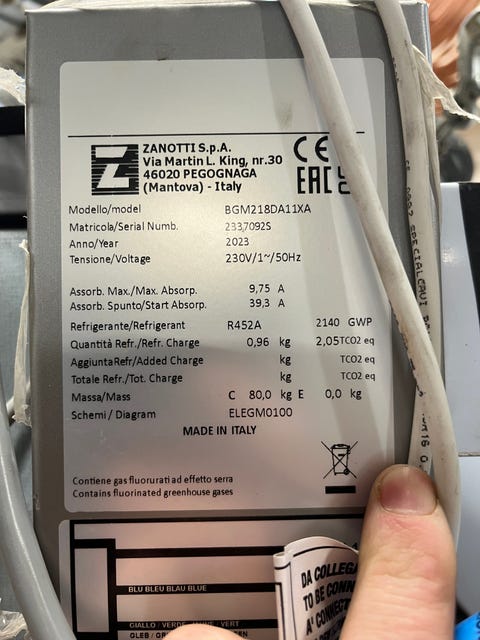 ZANOTTI S.p.A.
Via Martin L. King, nr.30
46020 PEGOGNAGA
(Mantova) - Italy
CE
EAC
Modello/model BGM218DA11XA
Matricola/Serial Numb. 2337092S
Anno/Year 2023
Tensione/Voltage 230V/1~/50Hz
Assorb. Max./Max. Absorp. 9,75 A
Assorb. Spunto/Start Absorp. 39,3 A
Refrigerante/Refrigerant R452A 2140 GWP
Quantità Refr./Refr. Charge 0,96 kg 2,05TCO2 eq
AggiuntaRefr/Added Charge kg TCO2 eq
Totale Refr./Tot. Charge kg TCO2 eq
Massa/Mass C 80,0 kg E 0,0 kg
Schemi / Diagram ELEGM0100
MADE IN ITALY
Contiene gas fluorurati ad effetto serra
Contains fluorinated greenhouse gases
BLU BLEU BLAU BLUE
DA COLLEGA
TO BE CONN
A' CONNECT
GIALLO - VERDE VERT